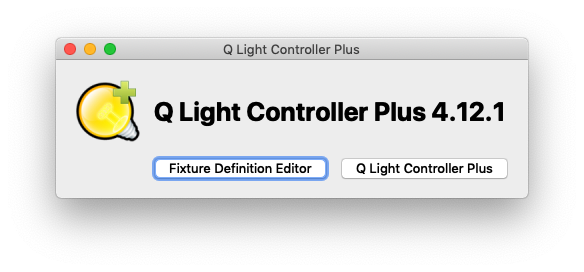 Q Light Controller Plus
Q Light Controller Plus 4.12.1
Fixture Definition Editor
Q Light Controller Plus